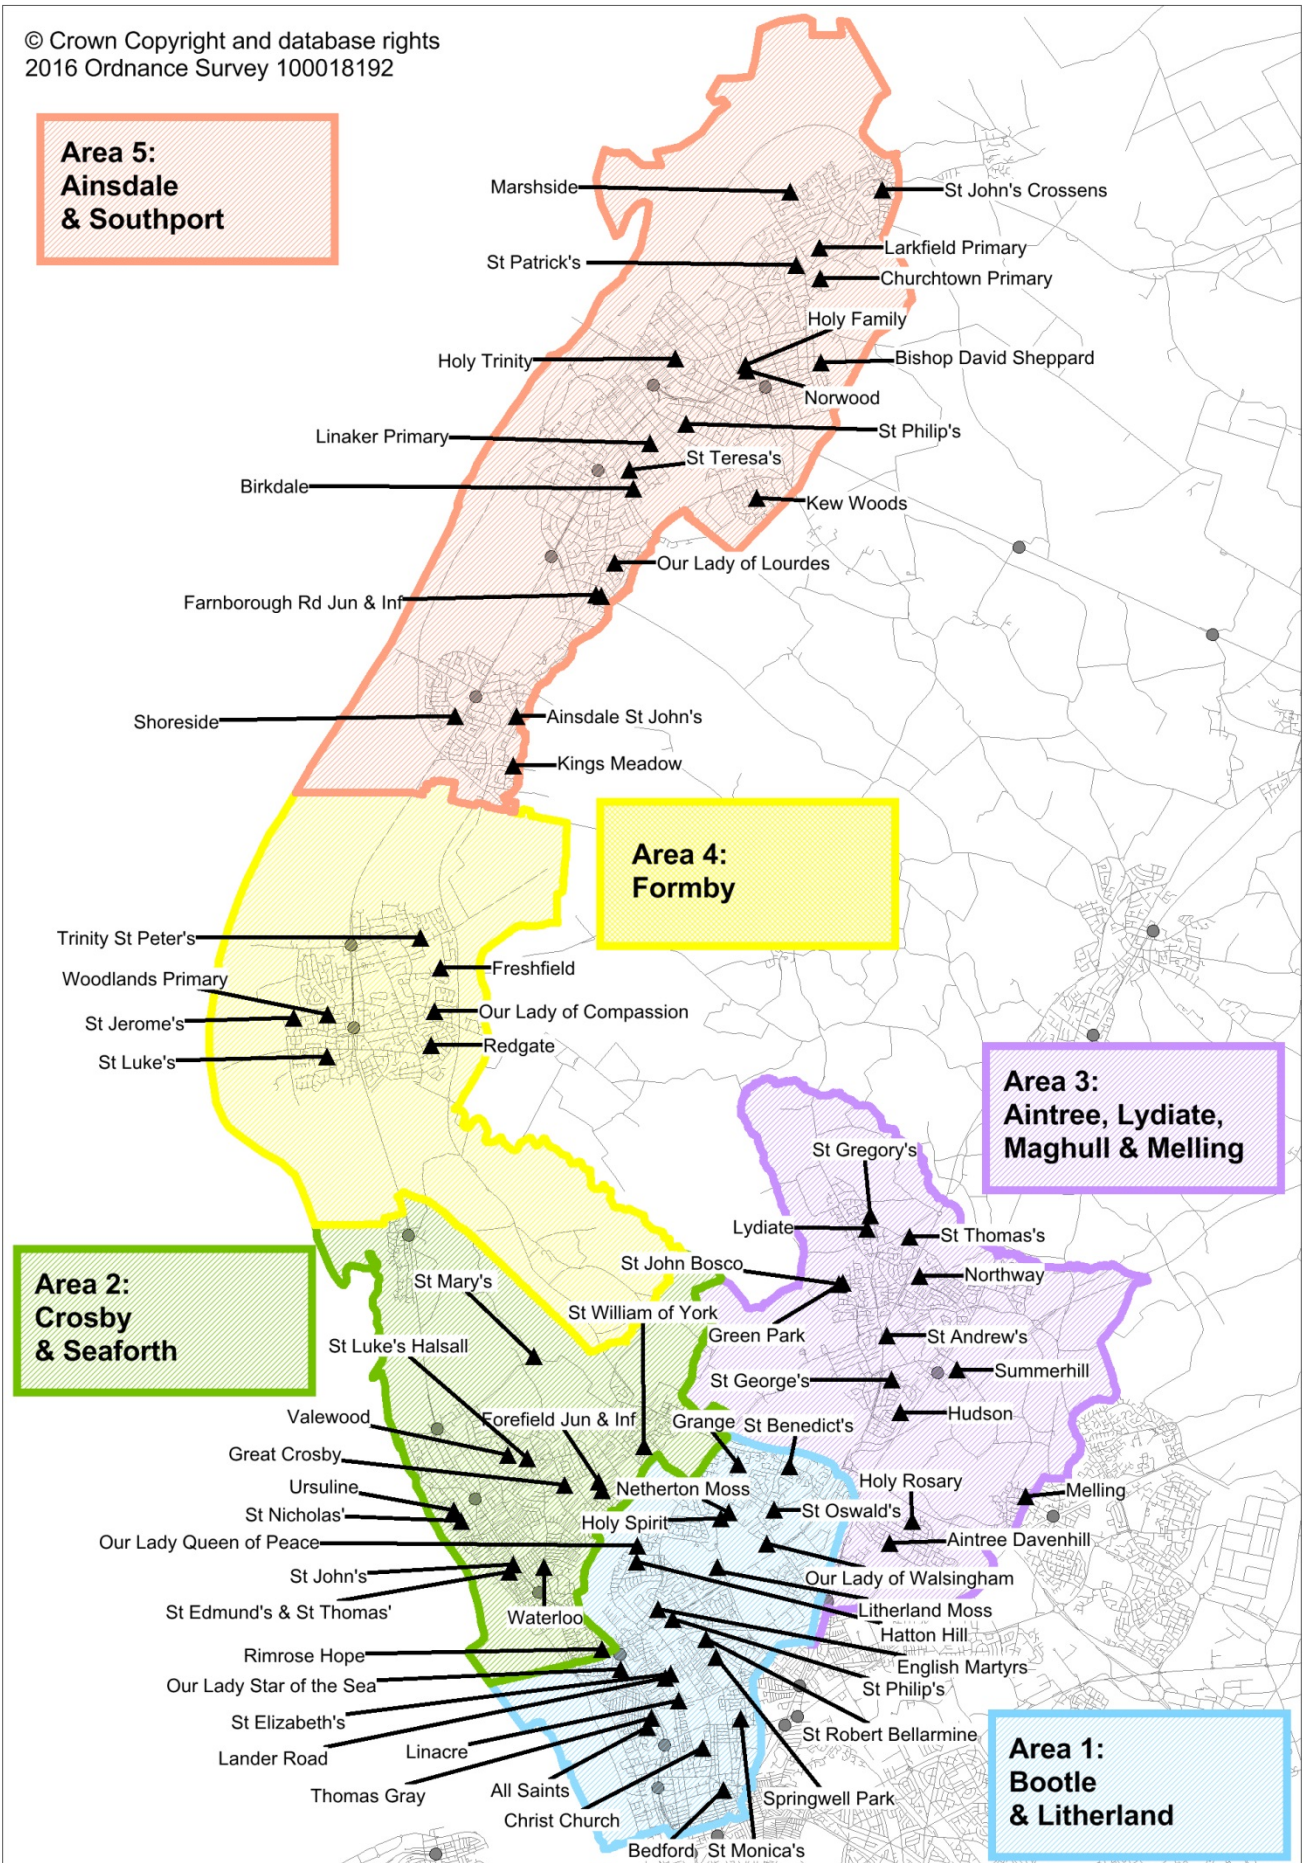 © Crown Copyright and database rights
2016 Ordnance Survey 100018192
Area 5:
Ainsdale
& Southport
Marshside
St John's Crossens
Larkfield Primary
St Patrick's
Churchtown Primary
Holy Family
Holy Trinity
Bishop David Sheppard
Norwood
Linaker Primary
St Philip's
St Teresa's
Birkdale
Kew Woods
Our Lady of Lourdes
Farnborough Rd Jun & Inf
Shoreside
Ainsdale St John's
Kings Meadow
Area 4:
Formby
Trinity St Peter's
Freshfield
Woodlands Primary
Our Lady of Compassion
St Jerome's
Redgate
St Luke's
Area 3:
Aintree, Lydiate,
Maghull & Melling
St Gregory's
Lydiate
St Thomas's
St John Bosco
Northway
Green Park
St Andrew's
Summerhill
St George's
Hudson
Area 2:
Crosby
& Seaforth
St Mary's
St William of York
St Luke's Halsall
Valewood
Forefield Jun & Inf
Grange
St Benedict's
Great Crosby
Ursuline
Netherton Moss
Holy Rosary
Melling
St Nicholas'
Holy Spirit
St Oswald's
Our Lady Queen of Peace
Aintree Davenhill
St John's
Our Lady of Walsingham
St Edmund's & St Thomas'
Waterloo
Litherland Moss
Hatton Hill
Rimrose Hope
English Martyrs
Our Lady Star of the Sea
St Philip's
St Elizabeth's
St Robert Bellarmine
Lander Road
Linacre
Thomas Gray
All Saints
Springwell Park
Christ Church
Bedford
St Monica's
Area 1:
Bootle
& Litherland